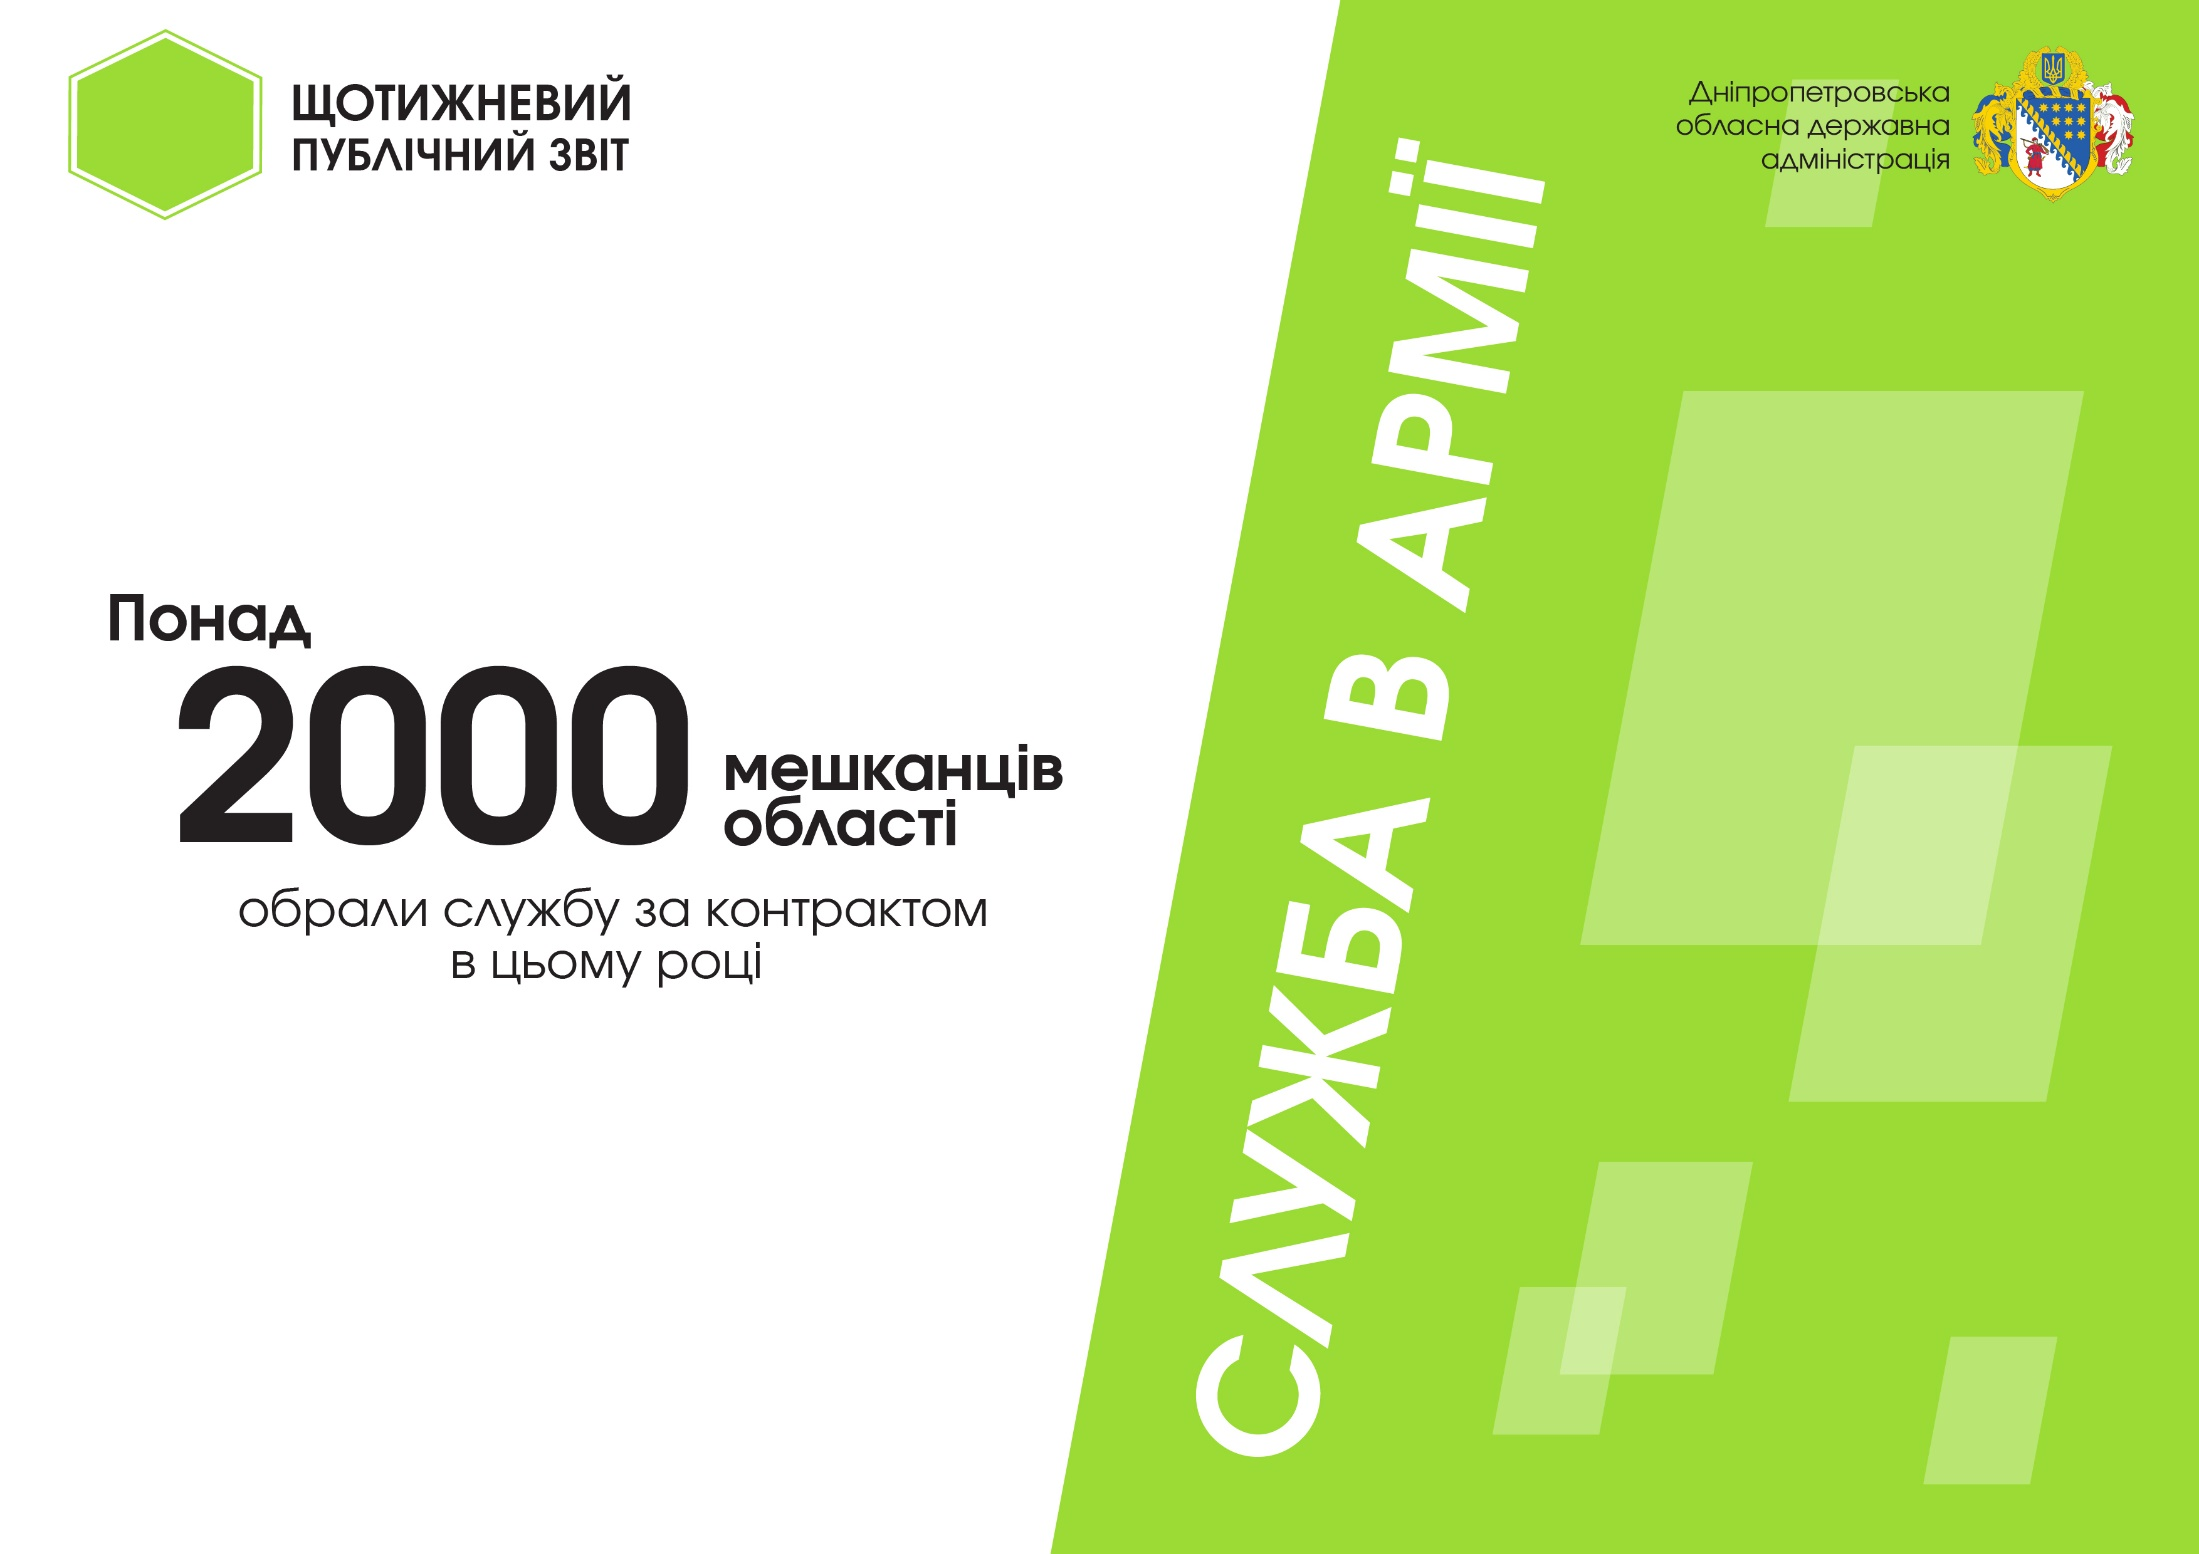 ЩОТИЖНЕВИЙ
ПУБЛІЧНИЙ ЗВІТ
Дніпропетровська
обласна державна
адміністрація
Понад
2000 мешканців
області
обрали службу за контрактом
в цьому році
СЛУЖБА В АРМІЇ